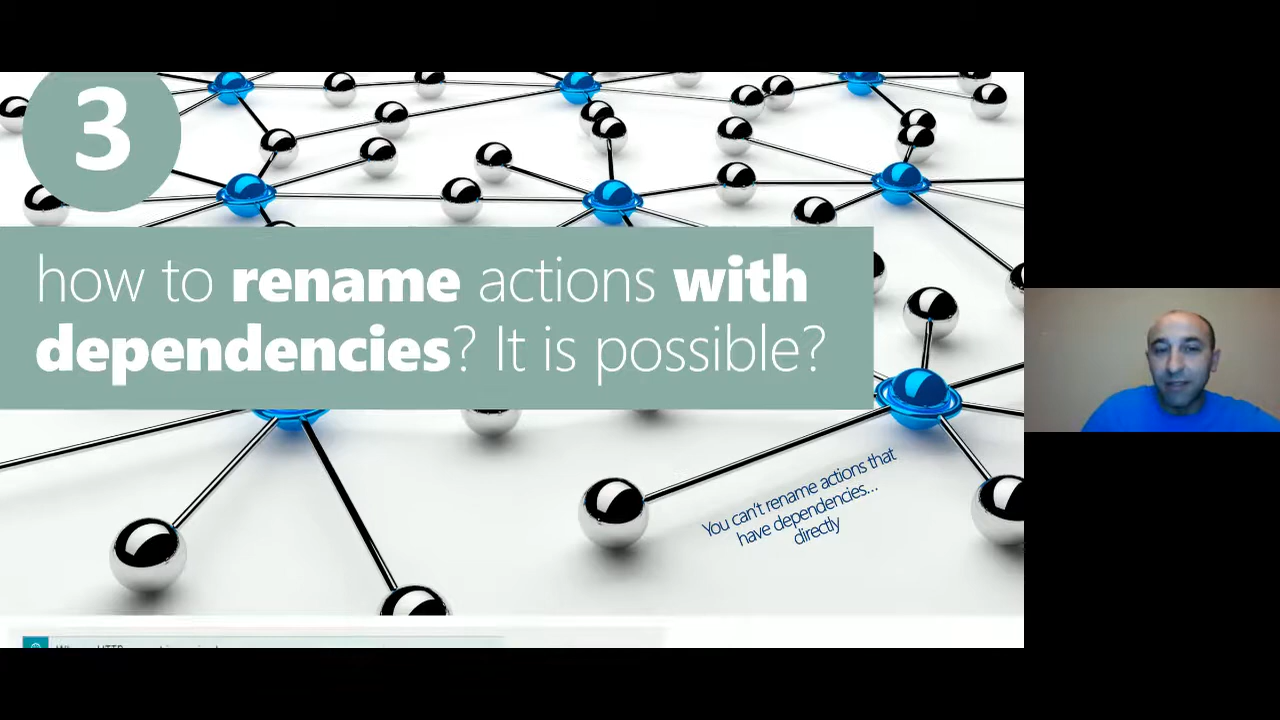 3
how to rename actions with
dependencies? It is possible?
You can't rename actions that
have dependencies...
directly